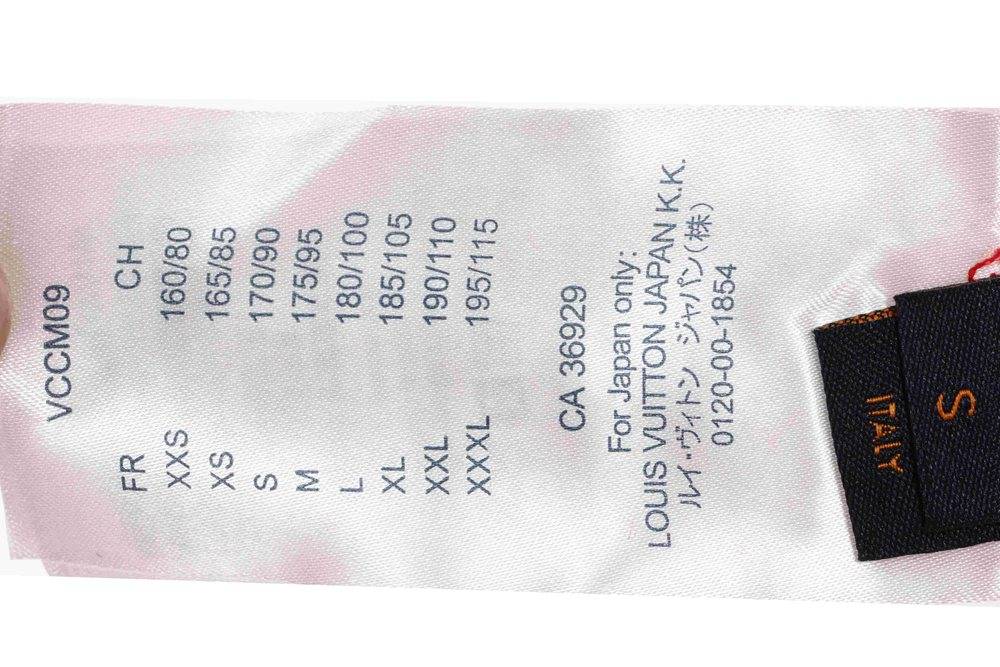 VCCM09
FR CH
XXS 160/80
XS 165/85
S 170/90
M 175/95
L 180/100
XL 185/105
XXL 190/110
XXXL 195/115
CA 36929
For Japan only:
LOUIS VUITTON JAPAN K.K.
ルイ・ヴィトン ジャパン(株)
0120-00-1854
ITALY
S